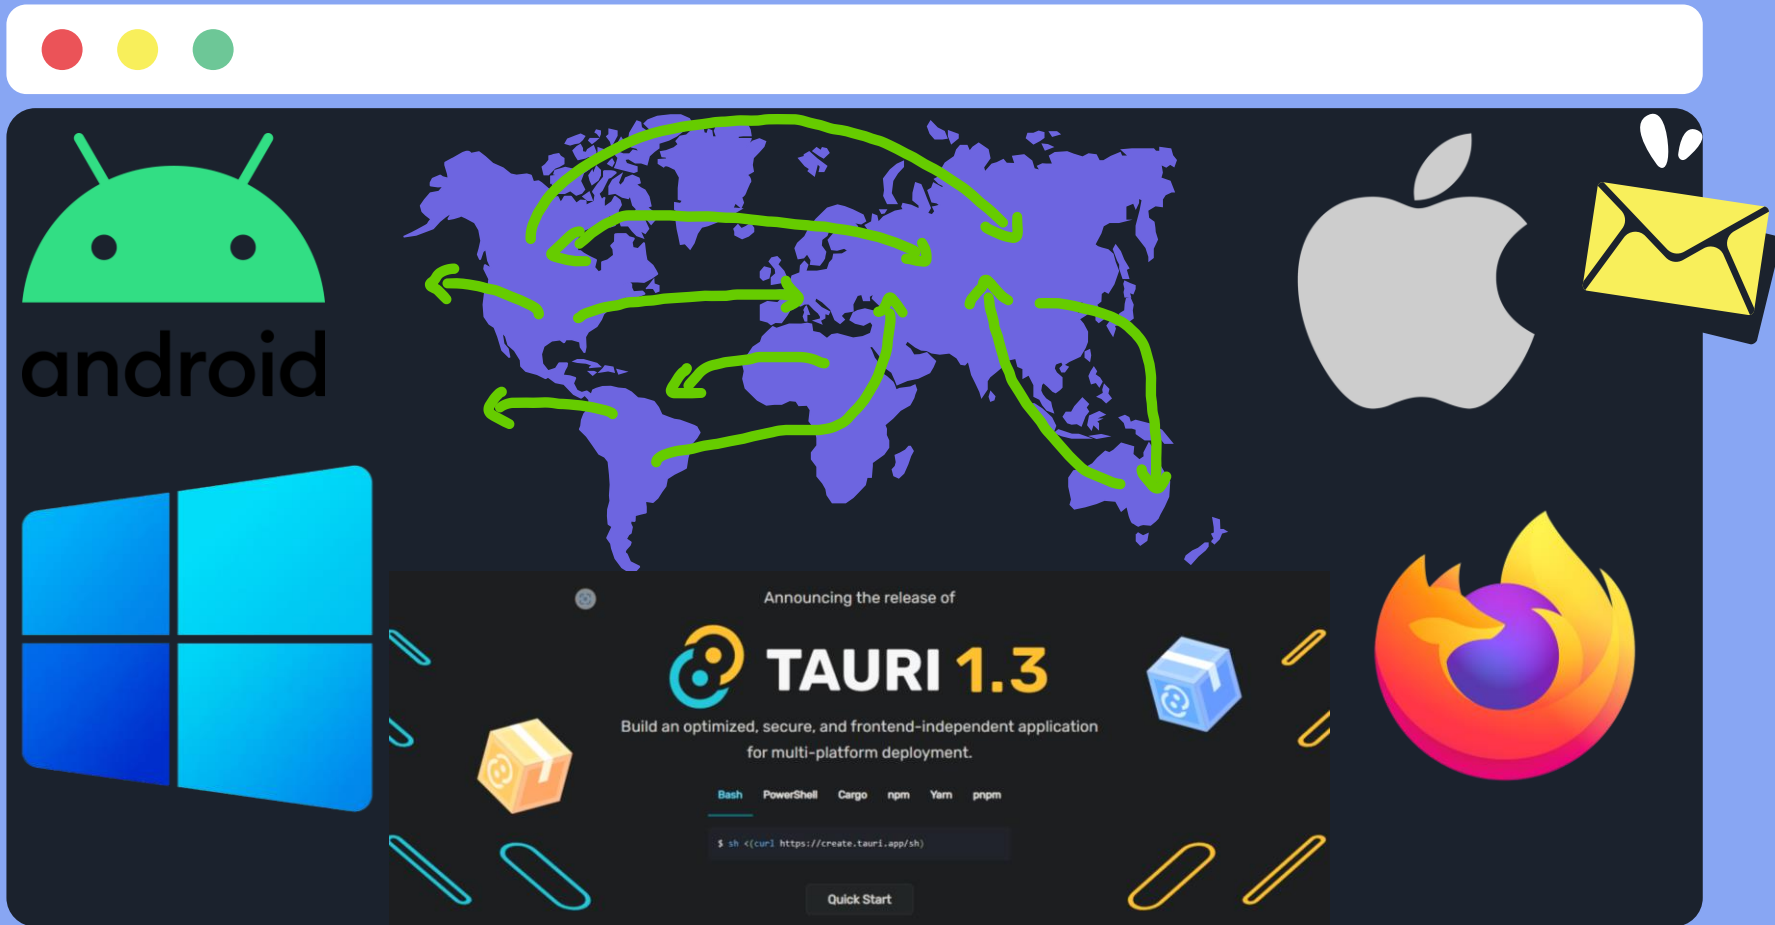 android
Announcing the release of
TAURI 1.3
Build an optimized, secure, and frontend-independent application
for multi-platform deployment.
Bash PowerShell Cargo npm Yarn pnpm
$ sh <(curl https://create.tauri.app/sh)
Quick Start